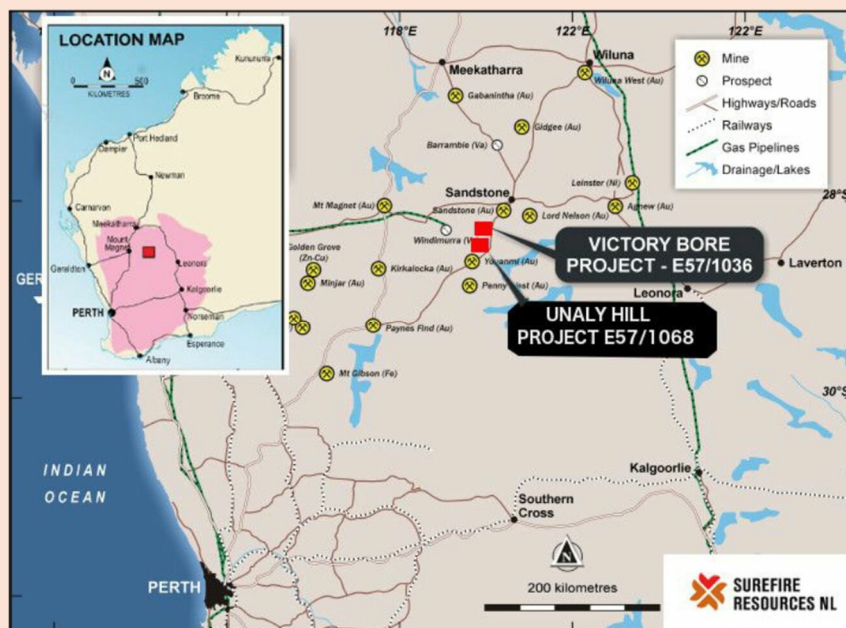 LOCATION MAP
N
0
500
KILOMETRES
Kununurra
Broome
Port Hedland
Dampier
Newman
Carnarvon
Meekatharra
Mount
Magnet
Geraldton
Leonora
Kalgoorlie
PERTH
Norseman
Esperance
Albany
118°E
122°E
122°E
Meekatharra
Wiluna
Wiluna West (Au)
Gabanintha (Au)
Gidgee (Au)
Barrambie (Va)
Leinster (Ni)
Sandstone
28°S
Mt Magnet (Au)
Sandstone (Au)
Lord Nelson (Au)
Agnew (Au)
Windimurra (V
Golden Grove
(Zn-Cu)
Kirkalocka (Au)
Youanmi (Au)
Minjar (Au)
Penny West (Au)
VICTORY BORE
PROJECT - E57/1036
Laverton
Leonora
UNALY HILL
PROJECT E57/1068
GER
Paynes Find (Au)
Mt Gibson (Fe)
30°S
INDIAN
OCEAN
Kalgoorlie
Southern
Cross
PERTH
N
200 kilometres
Mine
Prospect
Highways/Roads
Railways
Gas Pipelines
Drainage/Lakes
SUREFIRE
RESOURCES NL